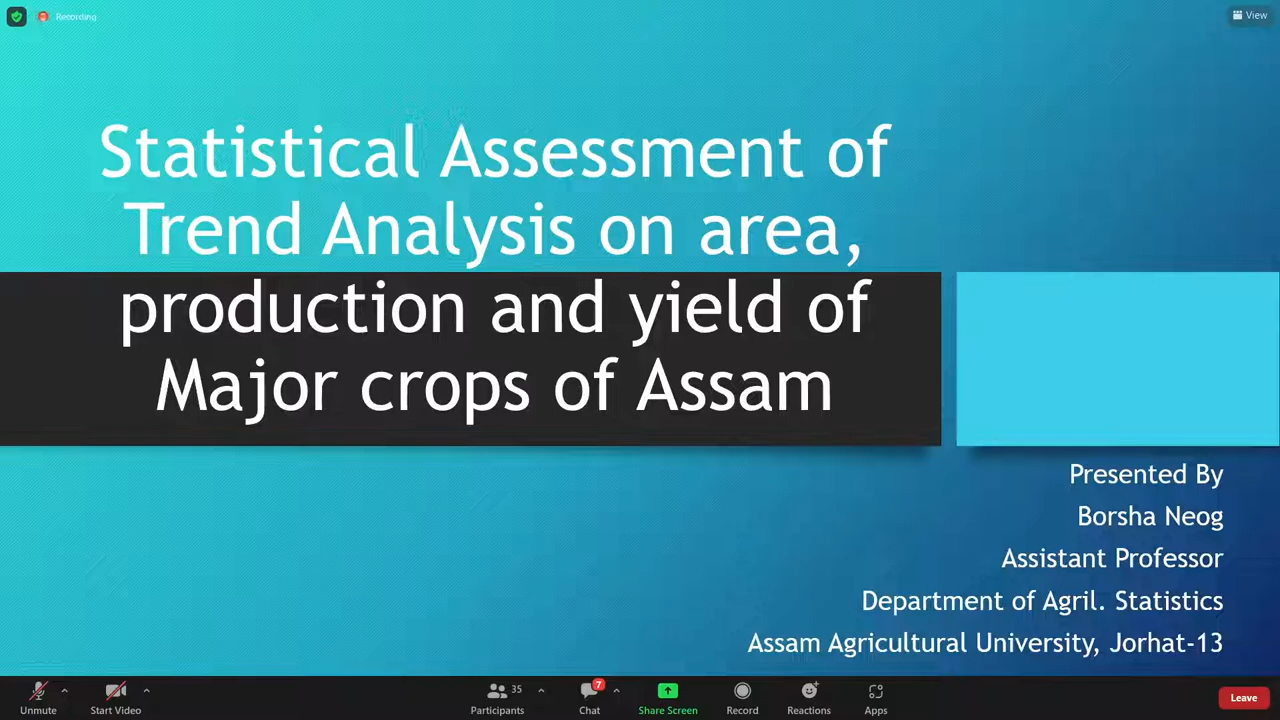 Recording
View
Statistical Assessment of
Trend Analysis on area,
production and yield of
Major crops of Assam
Presented By
Borsha Neog
Assistant Professor
Department of Agril. Statistics
Assam Agricultural University, Jorhat-13
Unmute
Start Video
35
Participants
7
Chat
Share Screen
Record
Reactions
Apps
Leave